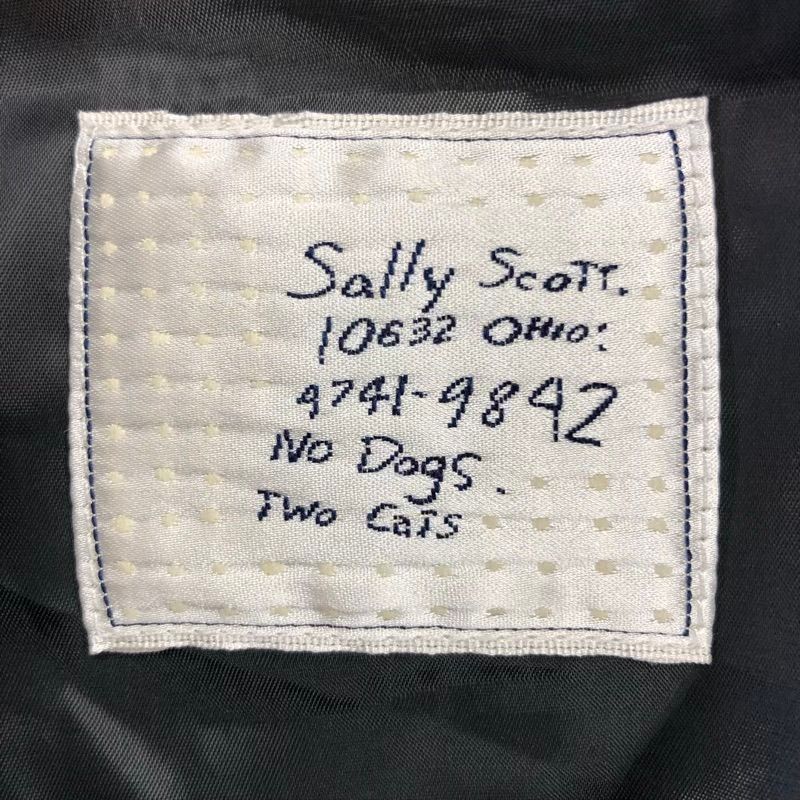 Sally Scott.
10632 Ohio:
4741-9842
No Dogs.
Two Cats